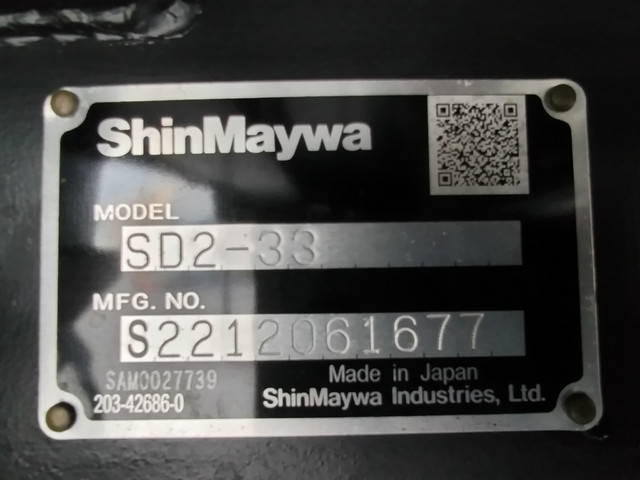 ShinMaywa
MODEL
SD2-33
MFG. NO.
S2212061677
SAM0027739
Made in Japan
203-42686-0
ShinMaywa Industries, Ltd.